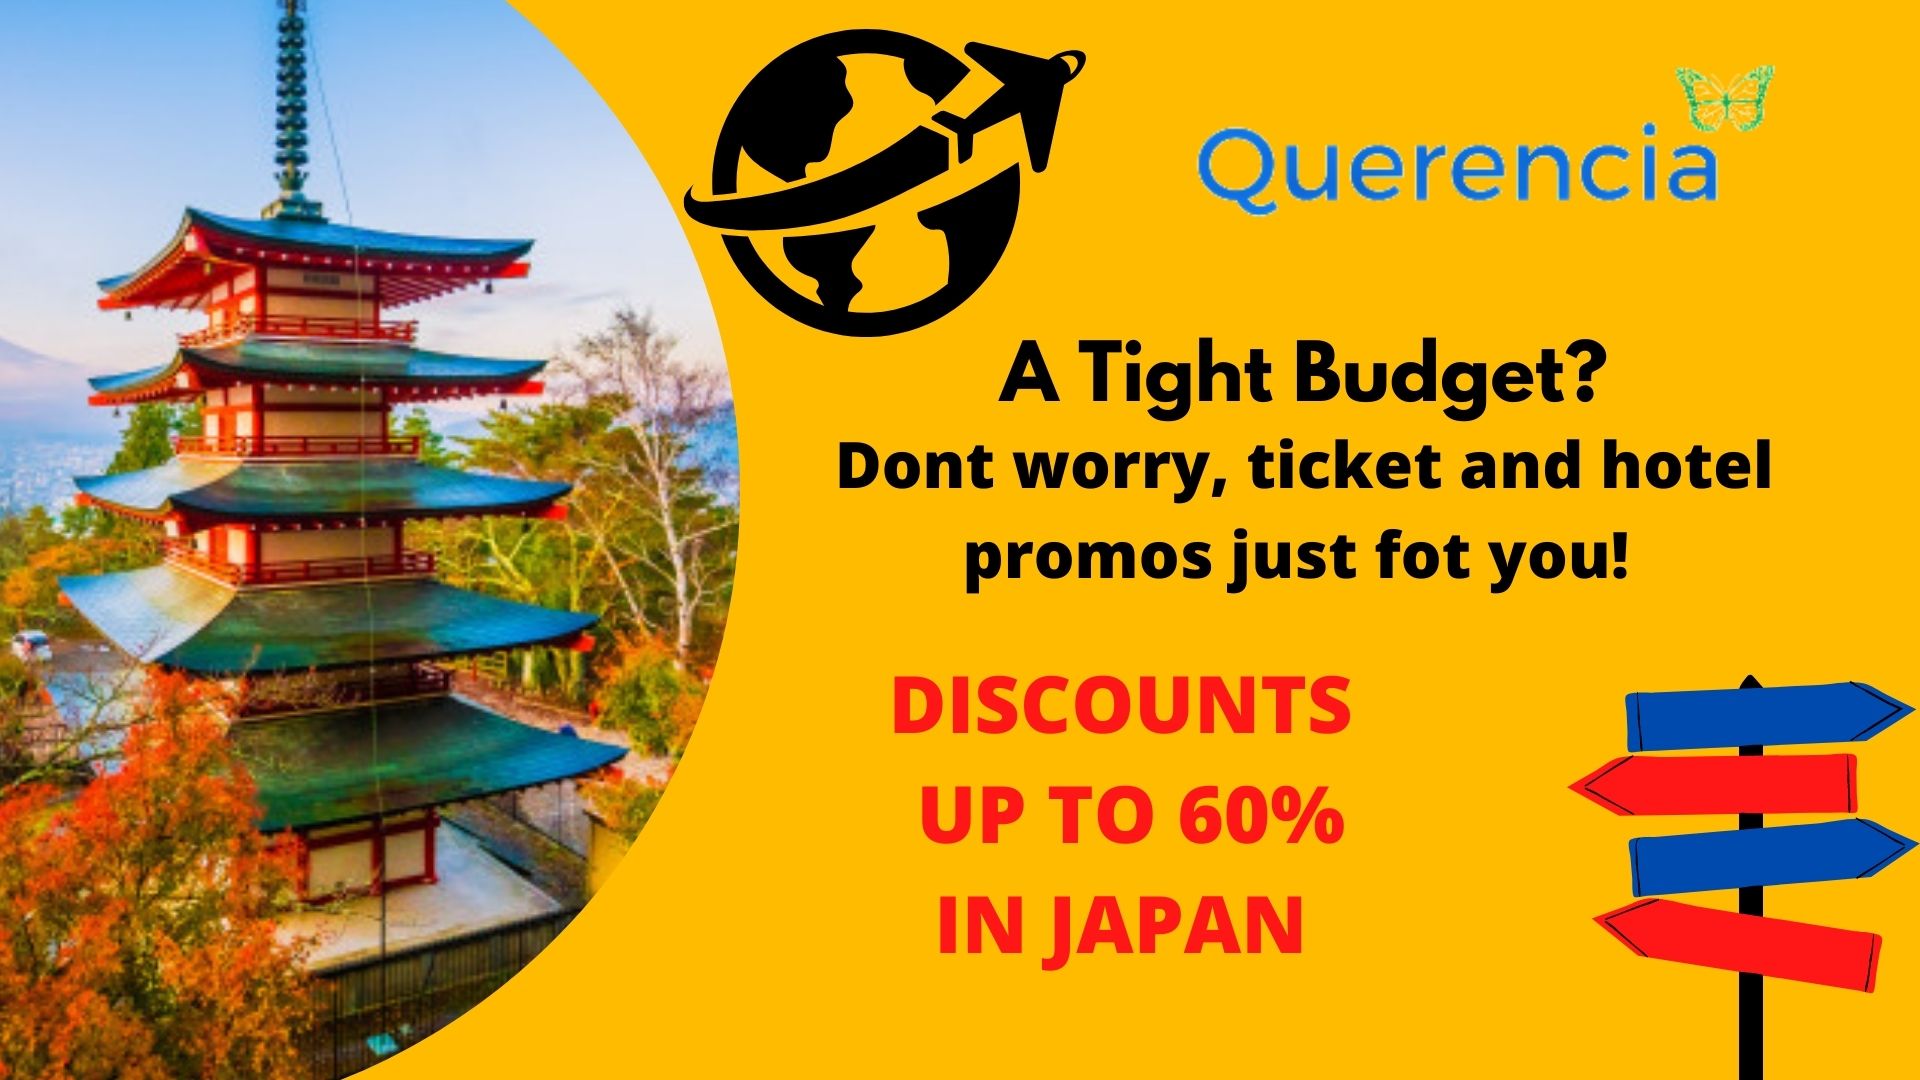 Querencia
A Tight Budget?
Dont worry, ticket and hotel
promos just fot you!
DISCOUNTS
UP TO 60%
IN JAPAN